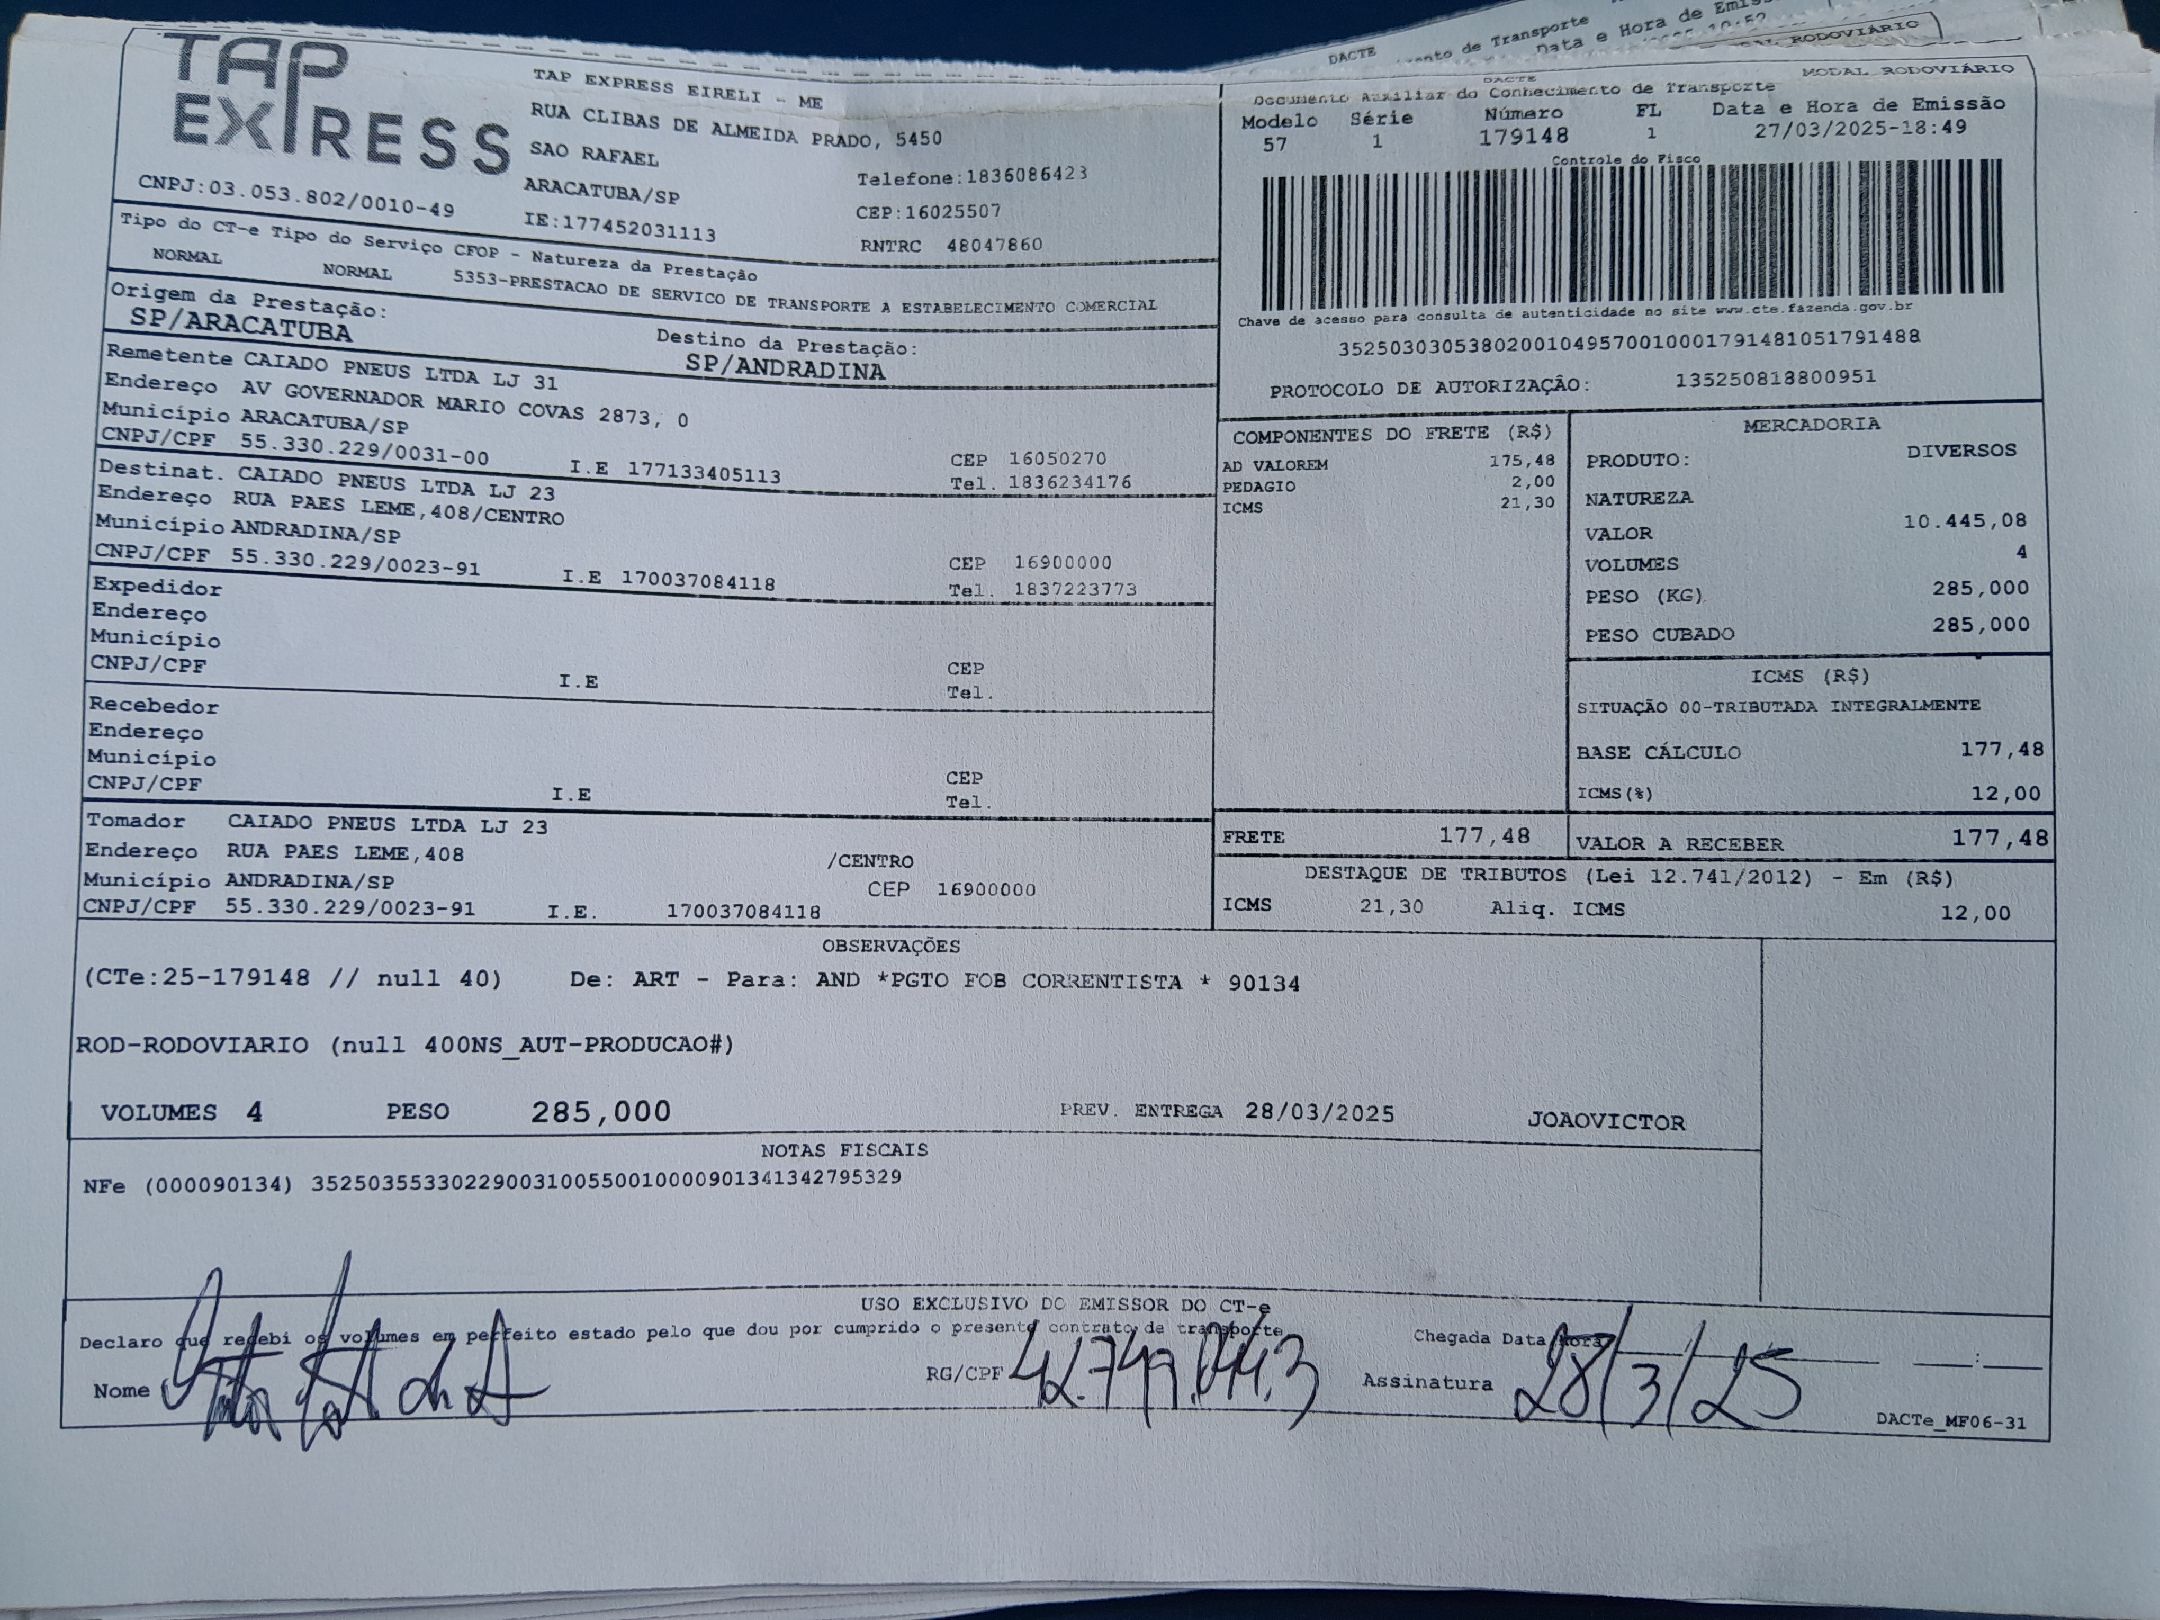 DACTE
Documento Auxiliar do Conhecimento de Transporte
MODAL RODOVIÁRIO
TAP EXPRESS
TAP EXPRESS EIRELI - ME
RUA CLIBAS DE ALMEIDA PRADO, 5450
SAO RAFAEL
ARACATUBA/SP
Telefone:1836086423
CEP:16025507
CNPJ:03.053.802/0010-49
IE:177452031113
RNTRC 48047860
Modelo Série Número FL Data e Hora de Emissão
57 1 179148 1 27/03/2025-18:49
Controle do Fisco
Chave de acesso para consulta de autenticidade no site www.cte.fazenda.gov.br
35250303053802001049570010001791481051791488
PROTOCOLO DE AUTORIZAÇÃO: 135250818800951
Tipo do CT-e Tipo do Serviço CFOP - Natureza da Prestação
NORMAL NORMAL 5353-PRESTACAO DE SERVICO DE TRANSPORTE A ESTABELECIMENTO COMERCIAL
Origem da Prestação: Destino da Prestação:
SP/ARACATUBA SP/ANDRADINA
Remetente CAIADO PNEUS LTDA LJ 31
Endereço AV GOVERNADOR MARIO COVAS 2873, 0
Município ARACATUBA/SP CEP 16050270
CNPJ/CPF 55.330.229/0031-00 I.E 177133405113 Tel. 1836234176
Destinat. CAIADO PNEUS LTDA LJ 23
Endereço RUA PAES LEME,408/CENTRO
Município ANDRADINA/SP CEP 16900000
CNPJ/CPF 55.330.229/0023-91 I.E 170037084118 Tel. 1837223773
Expedidor
Endereço
Município CEP
CNPJ/CPF I.E Tel.
Recebedor
Endereço
Município CEP
CNPJ/CPF I.E Tel.
Tomador CAIADO PNEUS LTDA LJ 23
Endereço RUA PAES LEME,408 /CENTRO
Município ANDRADINA/SP CEP 16900000
CNPJ/CPF 55.330.229/0023-91 I.E. 170037084118
COMPONENTES DO FRETE (R$)
AD VALOREM 175,48
PEDAGIO 2,00
ICMS 21,30
MERCADORIA
PRODUTO: DIVERSOS
NATUREZA
VALOR 10.445,08
VOLUMES 4
PESO (KG) 285,000
PESO CUBADO 285,000
ICMS (R$)
SITUAÇÃO 00-TRIBUTADA INTEGRALMENTE
BASE CÁLCULO 177,48
ICMS(%) 12,00
FRETE 177,48 VALOR A RECEBER 177,48
DESTAQUE DE TRIBUTOS (Lei 12.741/2012) - Em (R$)
ICMS 21,30 Aliq. ICMS 12,00
OBSERVAÇÕES
(CTe:25-179148 // null 40) De: ART - Para: AND *PGTO FOB CORRENTISTA * 90134
ROD-RODOVIARIO (null 400NS_AUT-PRODUCAO#)
VOLUMES 4 PESO 285,000 PREV. ENTREGA 28/03/2025 JOAOVICTOR
NOTAS FISCAIS
NFe (000090134) 35250355330229003100550010000901341342795329
USO EXCLUSIVO DO EMISSOR DO CT-e
Declaro que recebi os volumes em perfeito estado pelo que dou por cumprido o presente contrato de transporte
Chegada Data/Hora
Nome RG/CPF Assinatura 28/3/25
DACTe_MF06-31